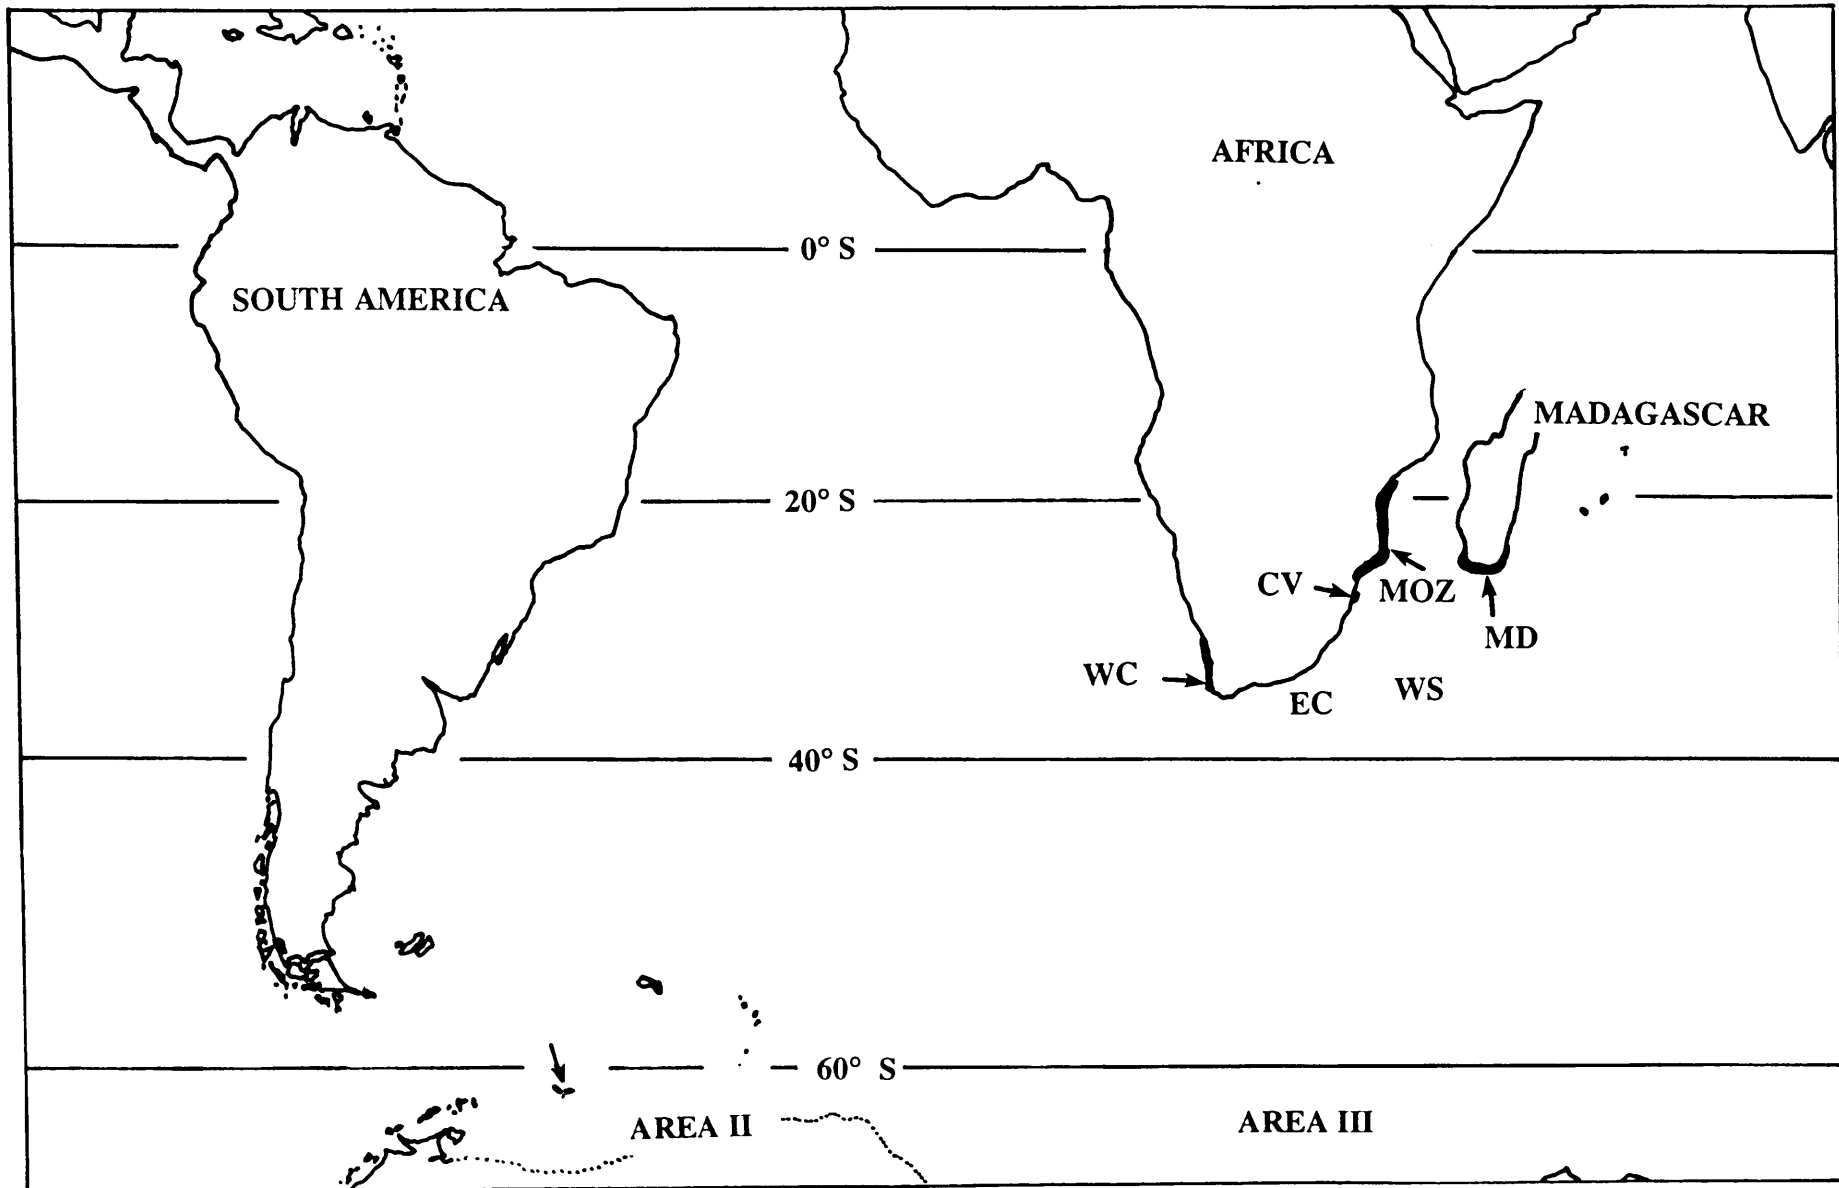 AFRICA
0° S
SOUTH AMERICA
MADAGASCAR
20° S
CV
MOZ
MD
WC
WS
EC
40° S
60° S
AREA II
AREA III